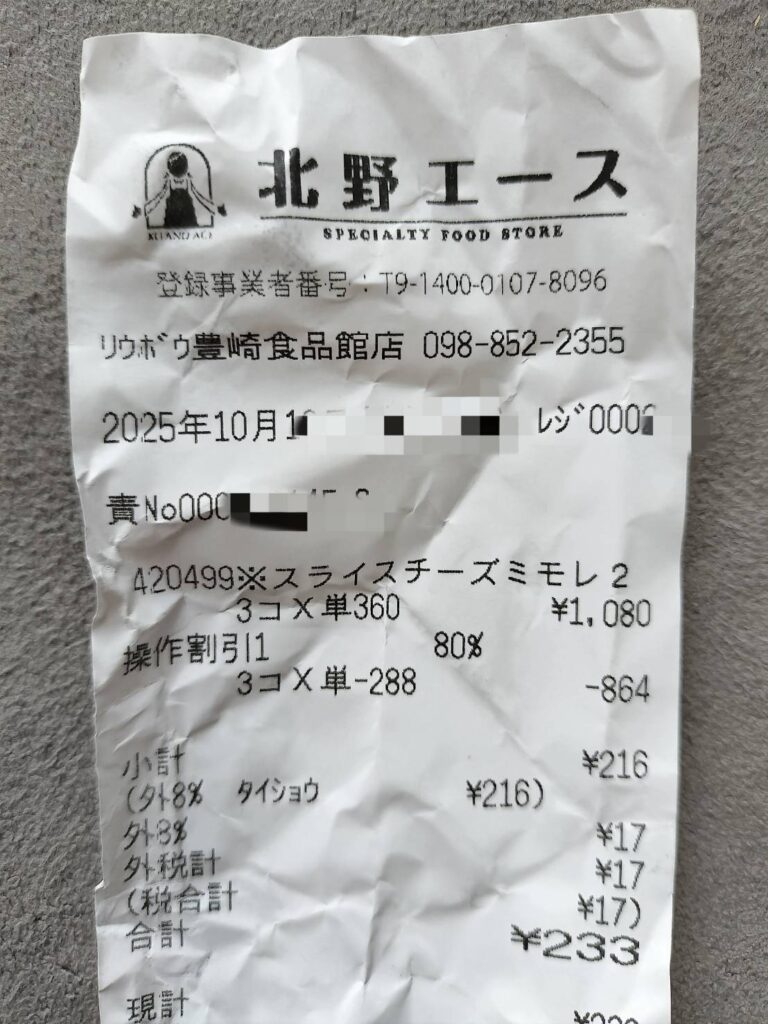 北野エース
SPECIALTY FOOD STORE
登録事業者番号：T9-1400-0107-8096
リウボウ豊崎食品館店 098-852-2355
2025年10月1 レジ000
責No000
420499※スライスチーズミモレ2
3コX単360 ¥1,080
操作割引1 80%
3コX単-288 -864
小計 ¥216
(外8% タイショウ ¥216)
外8% ¥17
外税計 ¥17
(税合計 ¥17)
合計 ¥233
現計